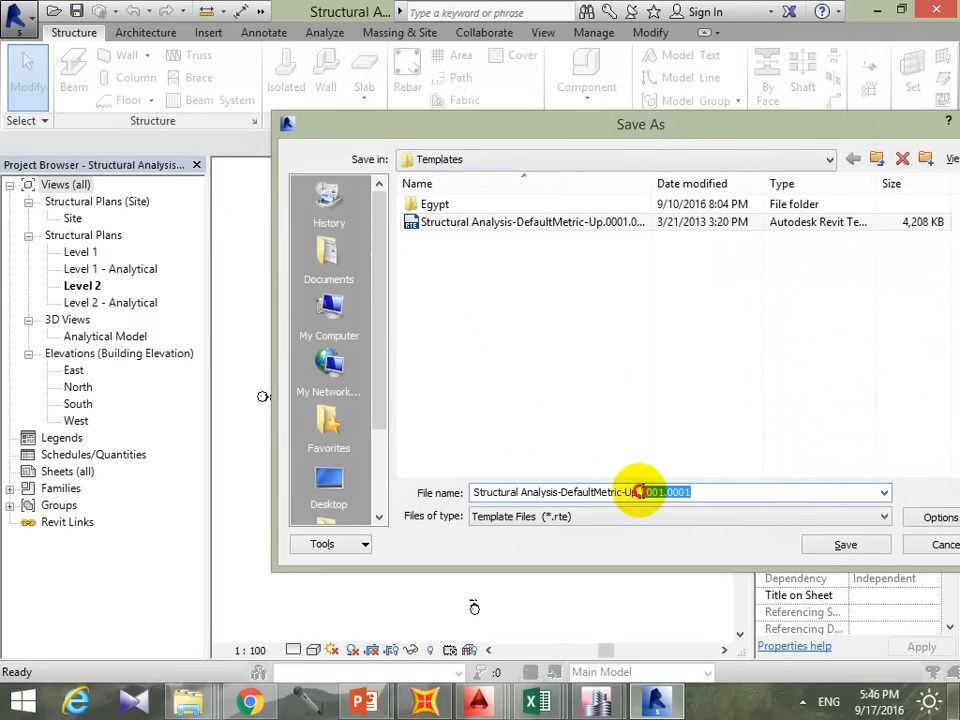 Structural A...
Type a keyword or phrase
Sign In
Structure
Architecture
Insert
Annotate
Analyze
Massing & Site
Collaborate
View
Manage
Modify
Modify
Beam
Wall
Column
Floor
Truss
Brace
Beam System
Isolated
Wall
Slab
Rebar
Area
Path
Fabric
Cover
Component
Model Text
Model Line
Model Group
By
Face
Shaft
Set
Select
Structure
Project Browser - Structural Analysis...
Views (all)
Structural Plans (Site)
Site
Structural Plans
Level 1
Level 1 - Analytical
Level 2
Level 2 - Analytical
3D Views
Analytical Model
Elevations (Building Elevation)
East
North
South
West
Legends
Schedules/Quantities
Sheets (all)
Families
Groups
Revit Links
Save As
Save in:
Templates
Name
Date modified
Type
Size
Egypt
9/10/2016 8:04 PM
File folder
Structural Analysis-DefaultMetric-Up.0001.0...
3/21/2013 3:20 PM
Autodesk Revit Te...
4,208 KB
History
Documents
My Computer
My Network...
Favorites
Desktop
File name:
Structural Analysis-DefaultMetric-Up.0001.0001
Files of type:
Template Files (*.rte)
Tools
Options
Save
Cance
Dependency
Independent
Title on Sheet
Referencing S...
Referencing D...
Properties help
Apply
1 : 100
Ready
:0
Main Model
ENG
5:46 PM
9/17/2016